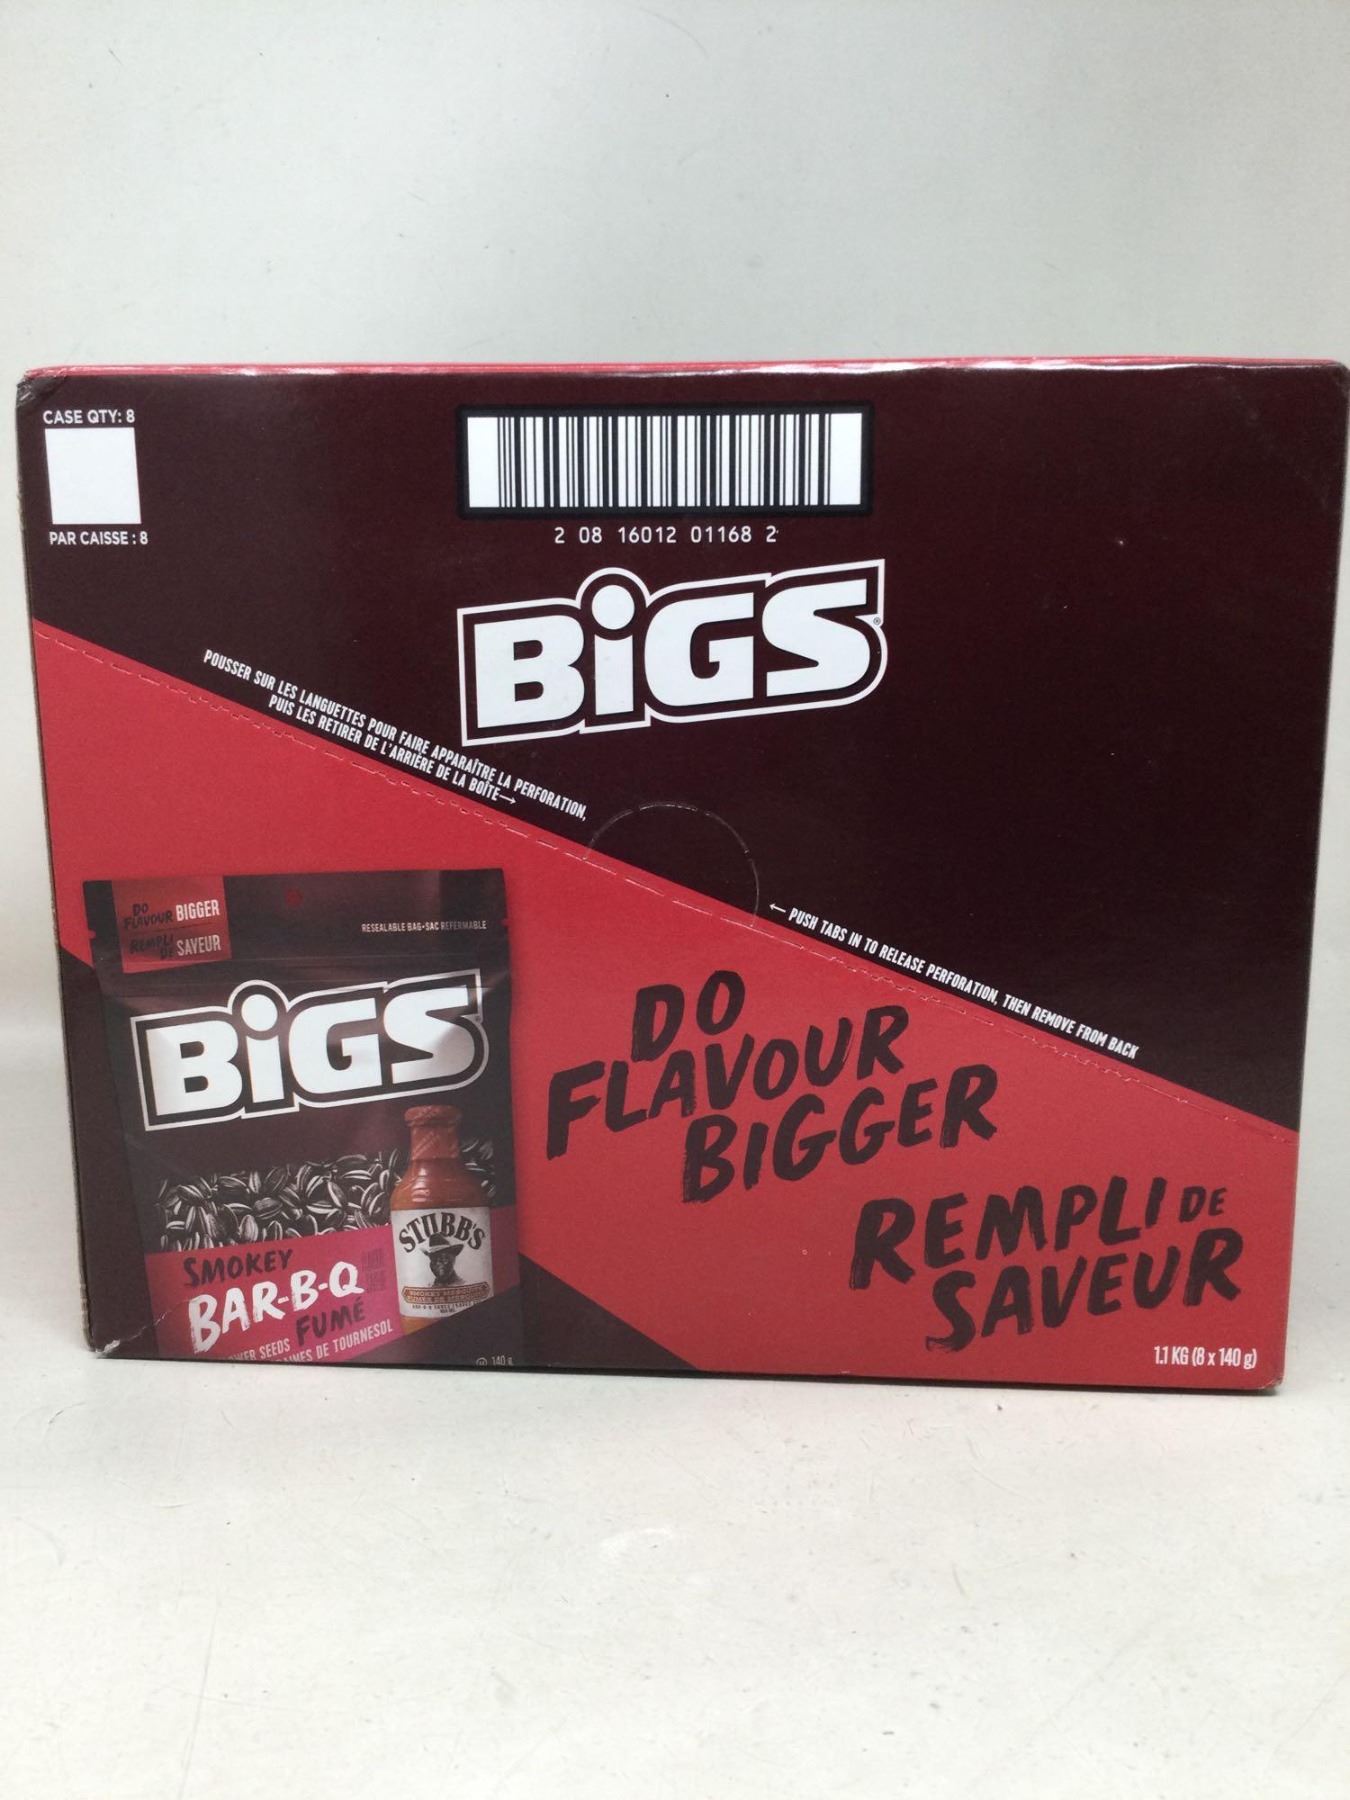 CASE QTY: 8
PAR CAISSE : 8
2 08 16012 01168 2
BiGS®
POUSSER SUR LES LANGUETTES POUR FAIRE APPARAÎTRE LA PERFORATION,
PUIS LES RETIRER DE L'ARRIÈRE DE LA BOÎTE→
← PUSH TABS IN TO RELEASE PERFORATION, THEN REMOVE FROM BACK
DO
FLAVOUR BIGGER
REMPLI
DE SAVEUR
RESEALABLE BAG•SAC REFERMABLE
BiGS
STUBB'S
SMOKEY
BAR-B-Q
FUMÉ
SEEDS
DE TOURNESOL
140 g
DO
FLAVOUR
BIGGER
REMPLI DE
SAVEUR
1.1 KG (8 x 140 g)